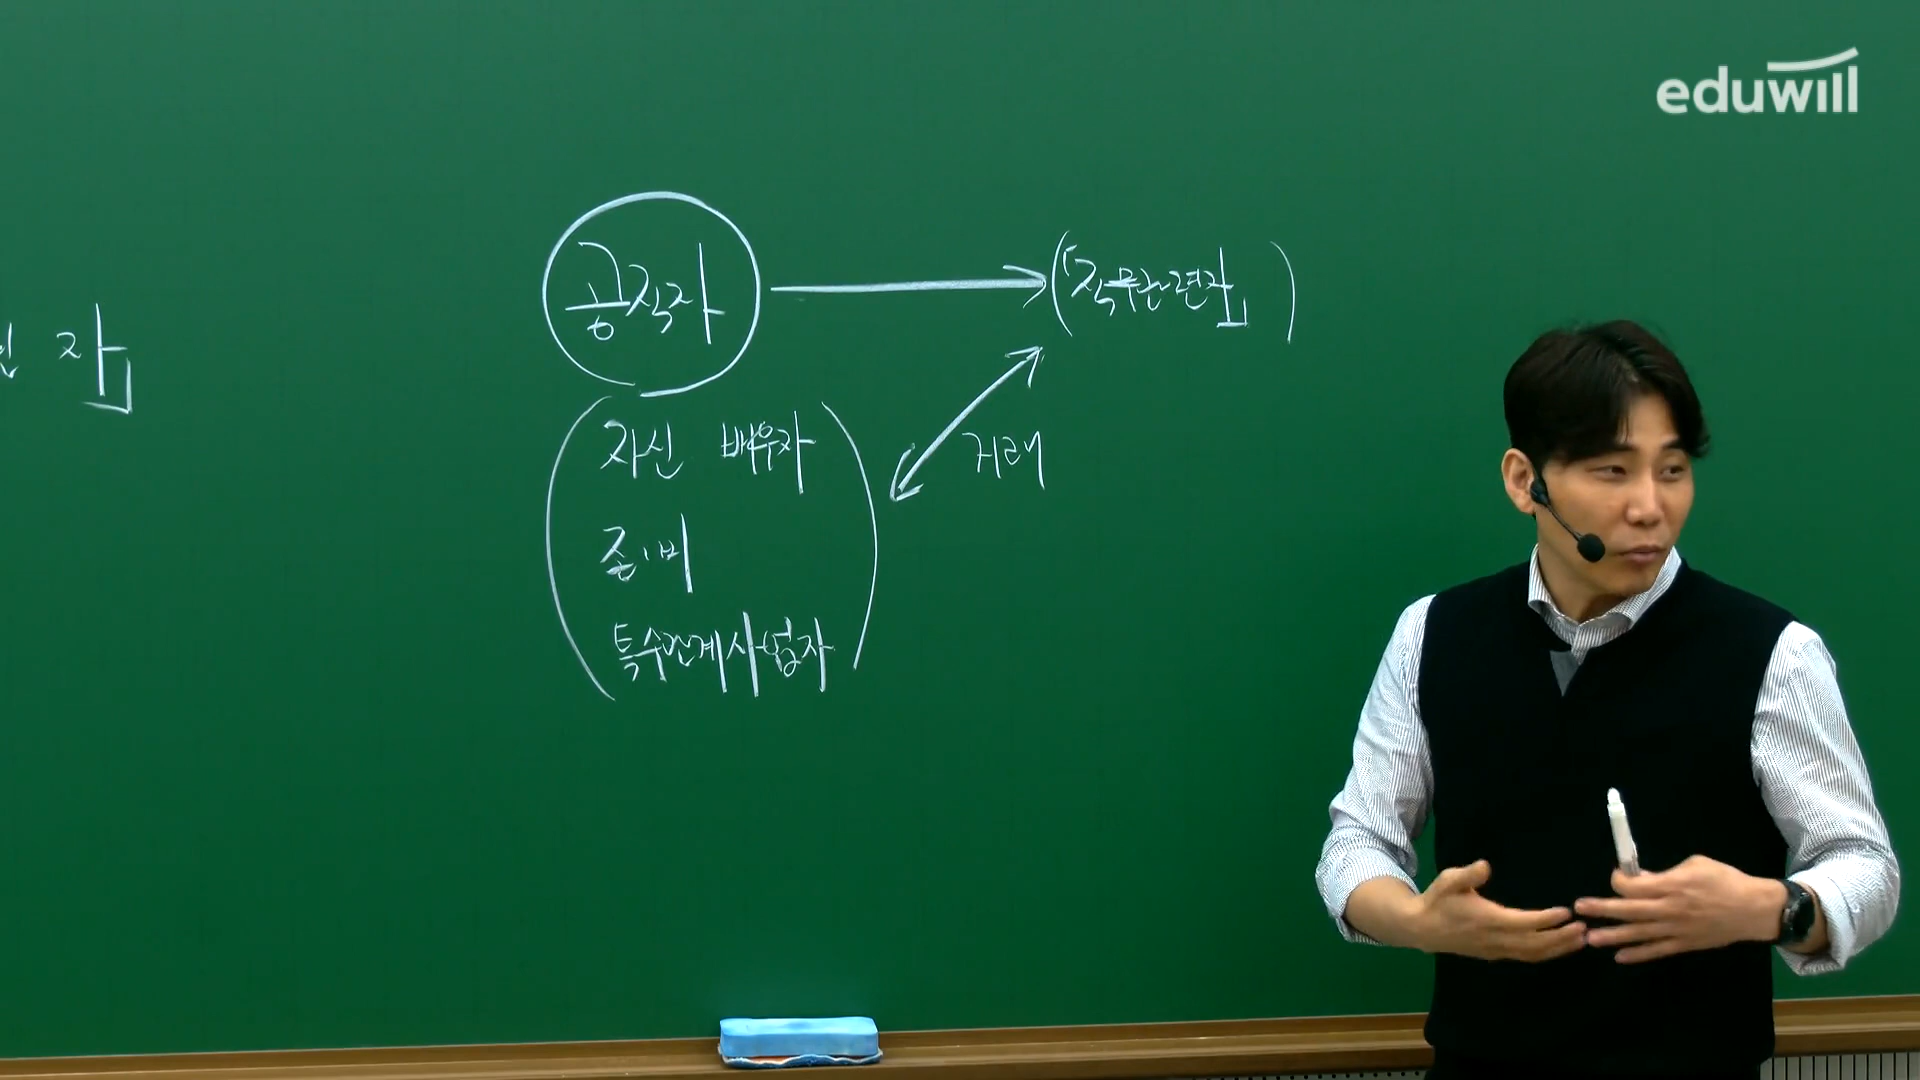 eduwill
공직자 (「직무관련자」)
자
자신 배우자
거래
존·비
특수관계사업자